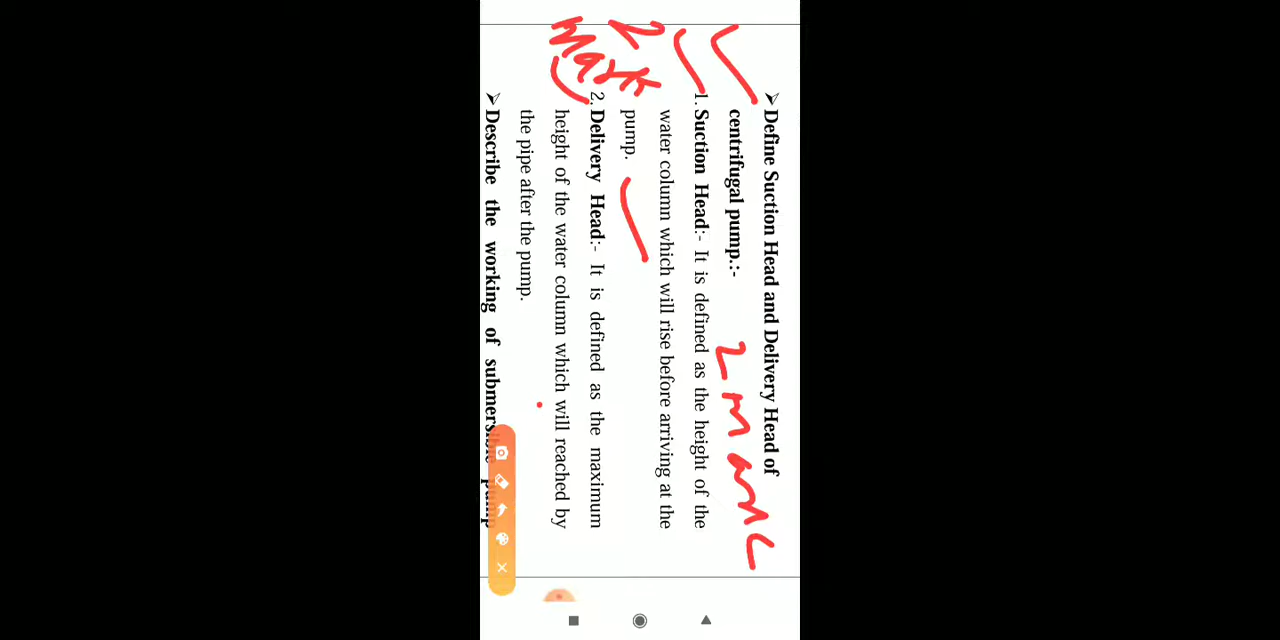 ➢ Define Suction Head and Delivery Head of
centrifugal pump.:-
2 mark
1. Suction Head:- It is defined as the height of the
water column which will rise before arriving at the
pump.
2 Mark
2. Delivery Head:- It is defined as the maximum
height of the water column which will reached by
the pipe after the pump.
➢ Describe the working of submersible pump